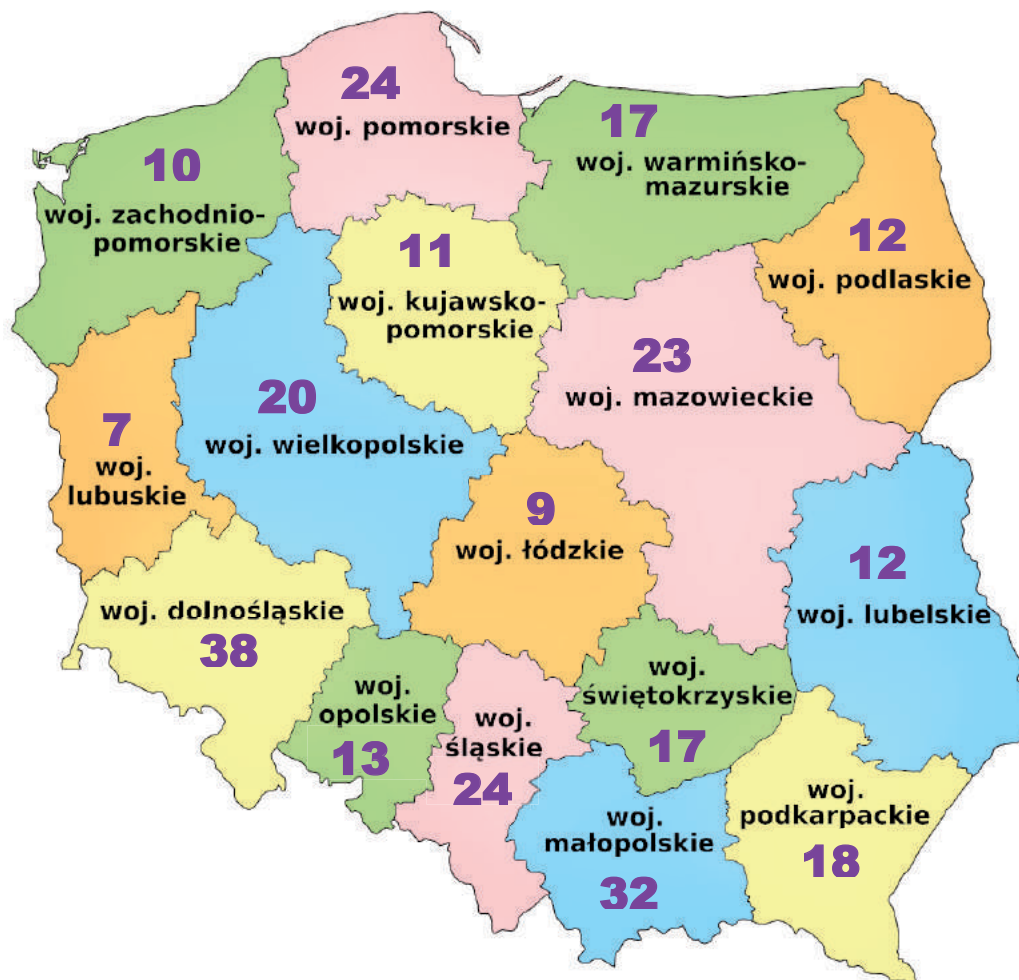 24
woj. pomorskie
17
woj. warmińsko-
mazurskie
10
woj. zachodnio-
pomorskie
12
woj. podlaskie
11
woj. kujawsko-
pomorskie
23
woj. mazowieckie
20
woj. wielkopolskie
7
woj.
lubuskie
9
woj. łódzkie
12
woj. lubelskie
woj. dolnośląskie
38
woj.
opolskie
13
woj.
śląskie
24
woj.
świętokrzyskie
17
woj.
małopolskie
32
woj.
podkarpackie
18